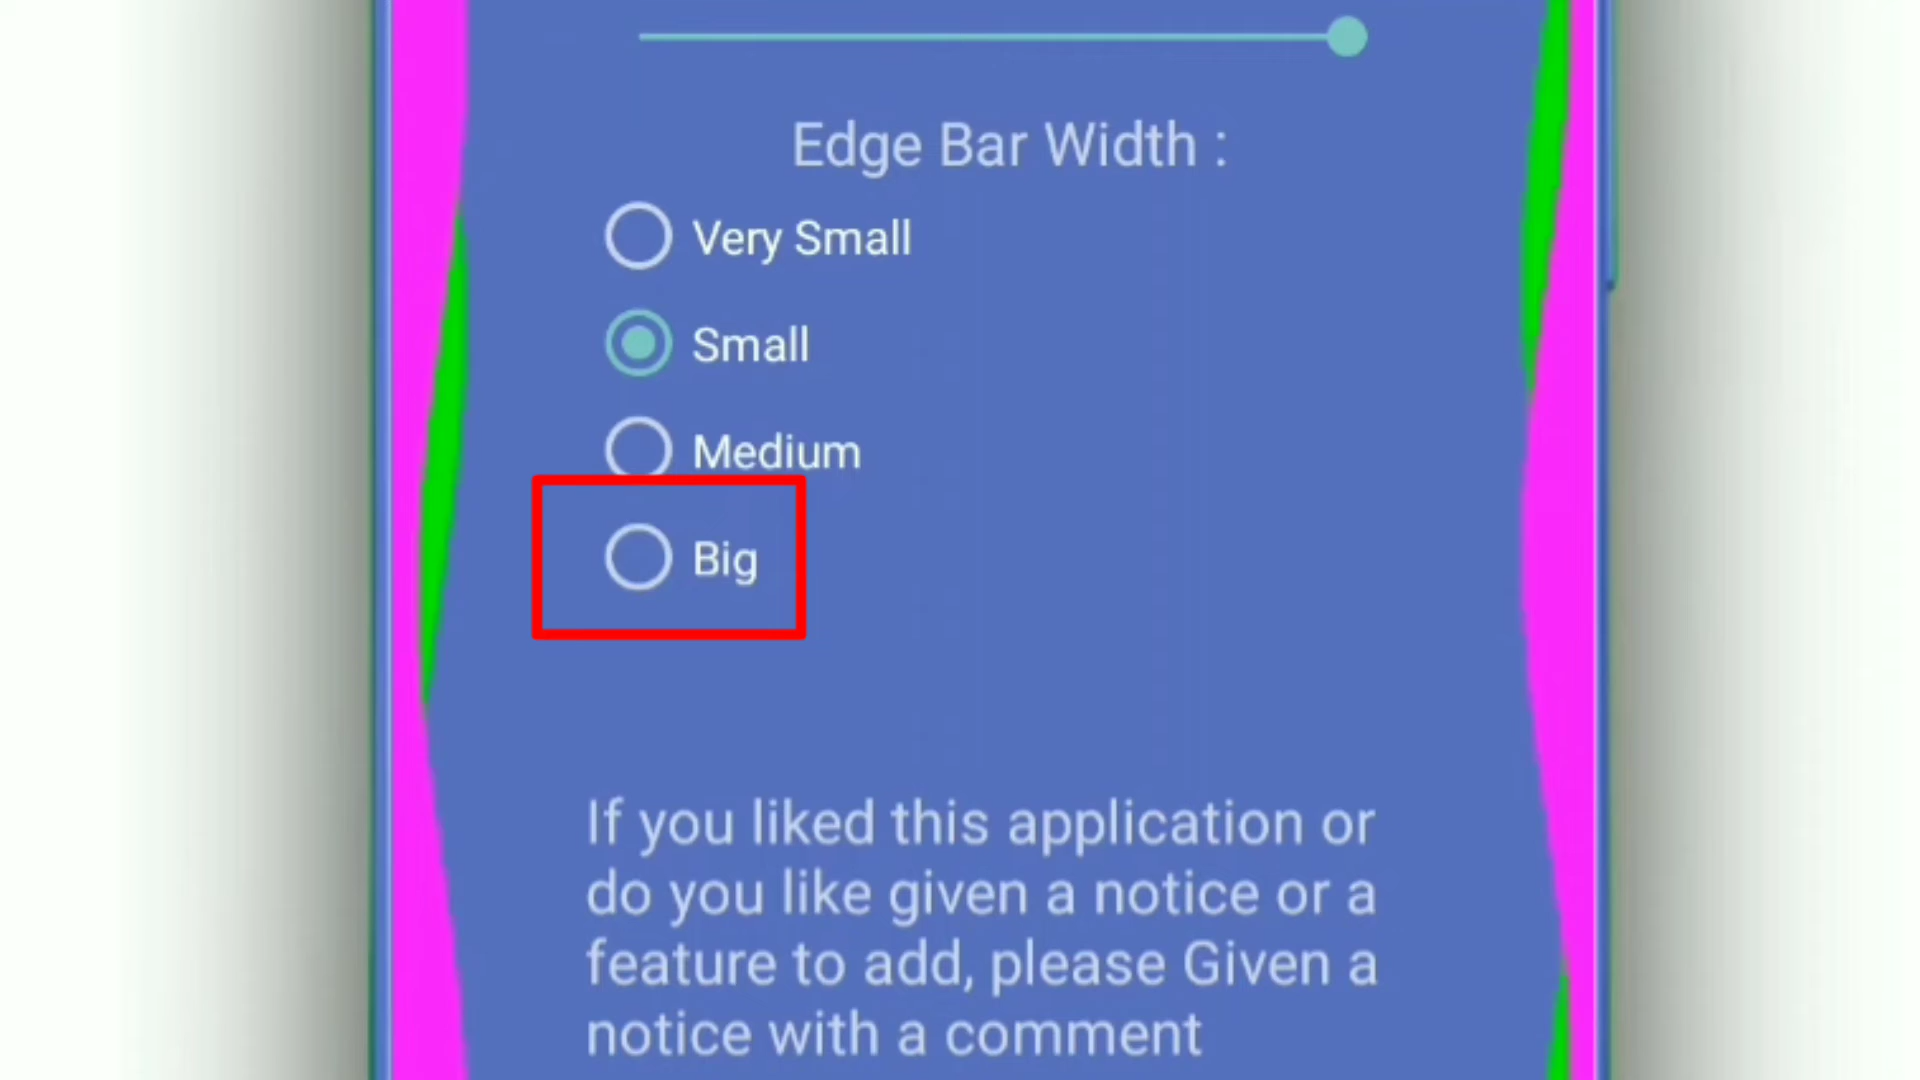 Edge Bar Width :
Very Small
Small
Medium
Big
If you liked this application or
do you like given a notice or a
feature to add, please Given a
notice with a comment